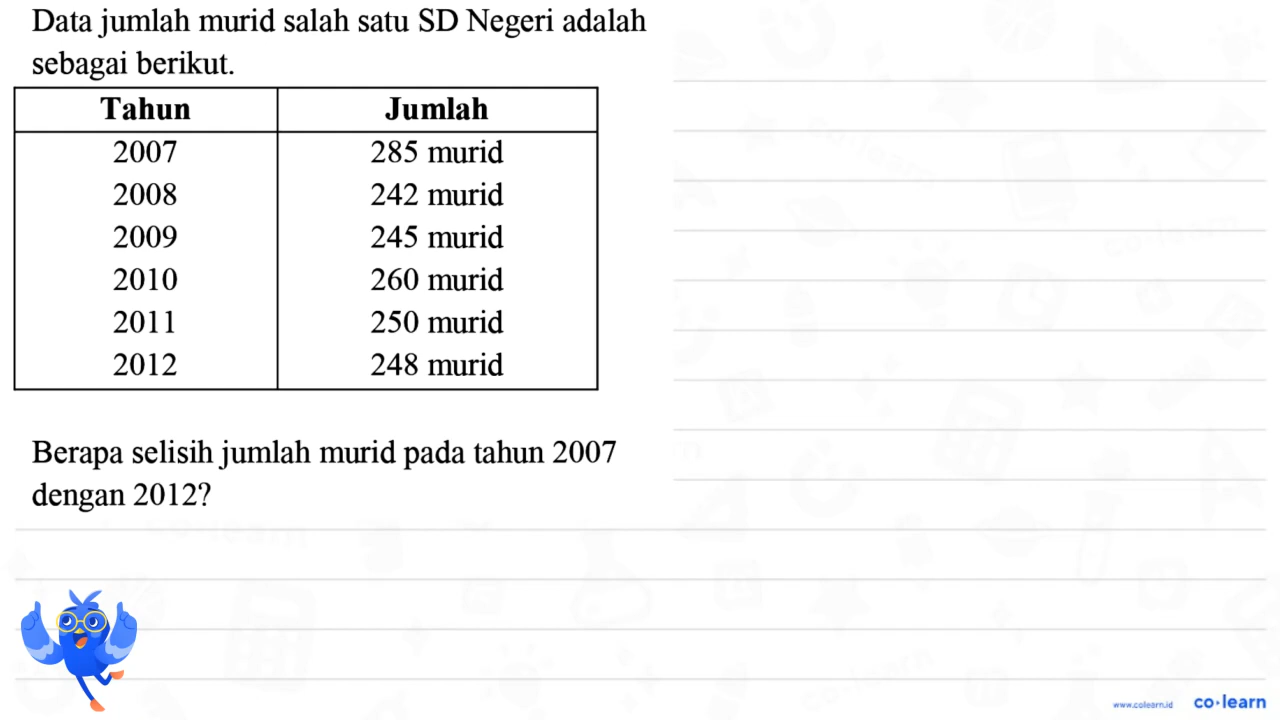 Data jumlah murid salah satu SD Negeri adalah
sebagai berikut.
Tahun Jumlah
2007 285 murid
2008 242 murid
2009 245 murid
2010 260 murid
2011 250 murid
2012 248 murid
Berapa selisih jumlah murid pada tahun 2007
dengan 2012?
www.colearn.id co·learn